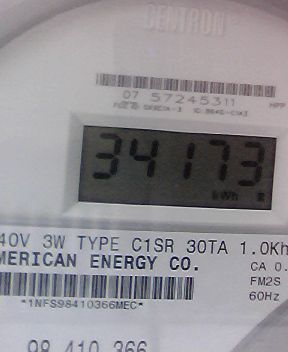 CENTRON
07 57245311
HPP
34173
kWh R
40V 3W TYPE C1SR 30TA 1.0Kh
MERICAN ENERGY CO.
CA 0.
FM2S
60Hz
*1NFS98410366MEC*
98 410 366